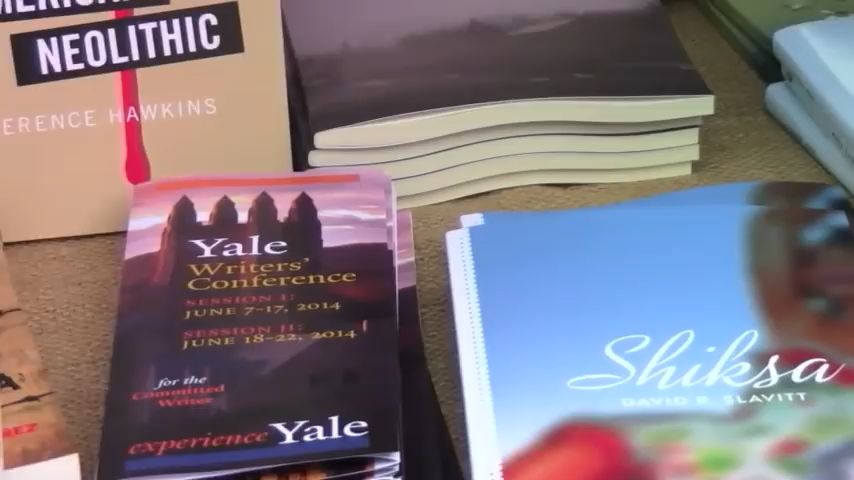 NEOLITHIC
ERENCE HAWKINS
Yale
Writers'
Conference
SESSION I:
JUNE 7-17, 2014
SESSION II:
JUNE 18-22, 2014
for the
Committed
Writer
experience Yale
Shiksa
DAVID R. SLAVITT
REZ